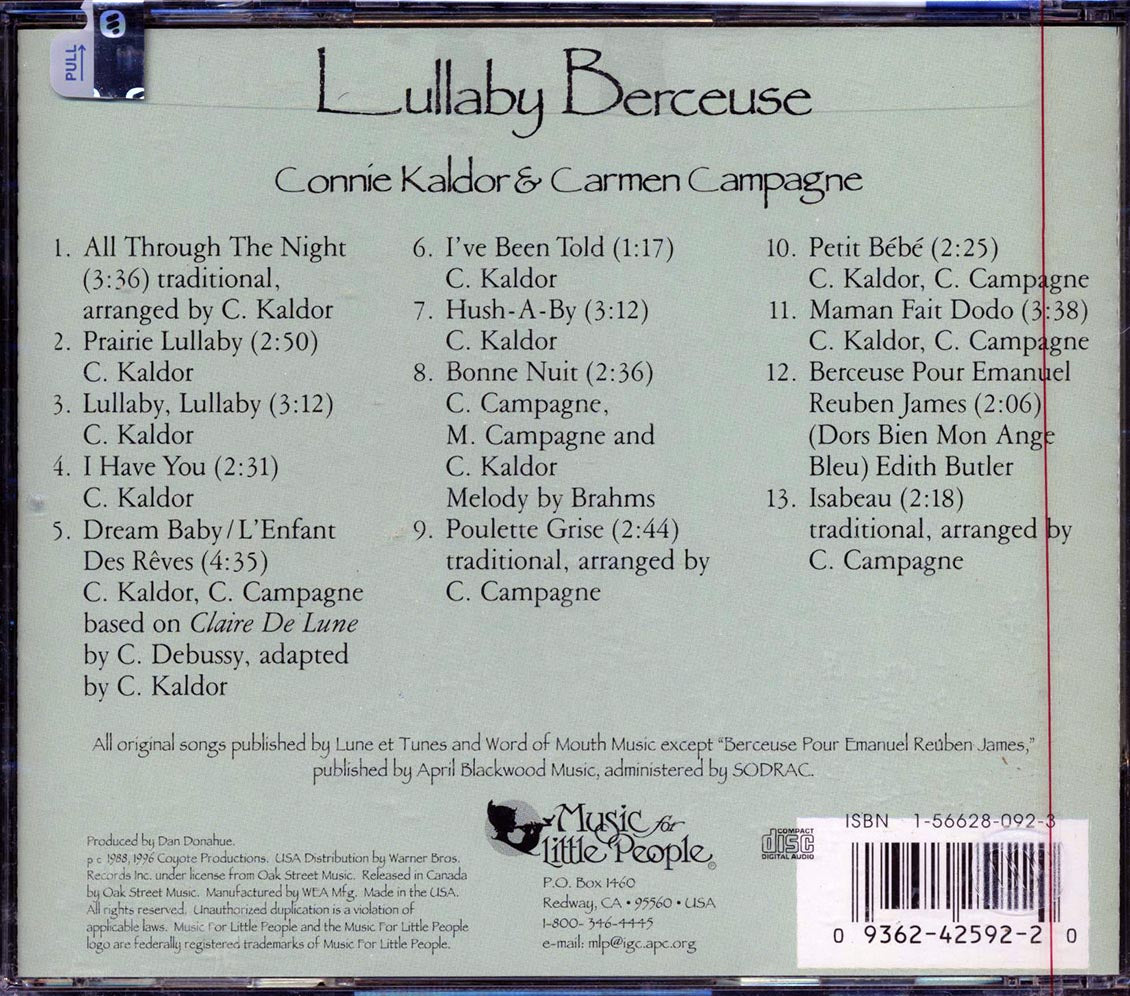 PULL
Lullaby Berceuse
Connie Kaldor & Carmen Campagne
1. All Through The Night
(3:36) traditional,
arranged by C. Kaldor
2. Prairie Lullaby (2:50)
C. Kaldor
3. Lullaby, Lullaby (3:12)
C. Kaldor
4. I Have You (2:31)
C. Kaldor
5. Dream Baby/L'Enfant
Des Rêves (4:35)
C. Kaldor, C. Campagne
based on Claire De Lune
by C. Debussy, adapted
by C. Kaldor
6. I've Been Told (1:17)
C. Kaldor
7. Hush-A-By (3:12)
C. Kaldor
8. Bonne Nuit (2:36)
C. Campagne,
M. Campagne and
C. Kaldor
Melody by Brahms
9. Poulette Grise (2:44)
traditional, arranged by
C. Campagne
10. Petit Bébé (2:25)
C. Kaldor, C. Campagne
11. Maman Fait Dodo (3:38)
C. Kaldor, C. Campagne
12. Berceuse Pour Emanuel
Reuben James (2:06)
(Dors Bien Mon Ange
Bleu) Edith Butler
13. Isabeau (2:18)
traditional, arranged by
C. Campagne
All original songs published by Lune et Tunes and Word of Mouth Music except "Berceuse Pour Emanuel Reüben James,"
published by April Blackwood Music, administered by SODRAC.
Produced by Dan Donahue.
p c 1988, 1996 Coyote Productions. USA Distribution by Warner Bros.
Records Inc. under license from Oak Street Music. Released in Canada
by Oak Street Music. Manufactured by WEA Mfg. Made in the USA.
All rights reserved. Unauthorized duplication is a violation of
applicable laws. Music For Little People and the Music For Little People
logo are federally registered trademarks of Music For Little People.
Music for
Little People®
P.O. Box 1460
Redway, CA • 95560 • USA
1-800-346-4445
e-mail: mlp@igc.apc.org
COMPACT
disc
DIGITAL AUDIO
ISBN 1-56628-092-3
0 9362-42592-2 0